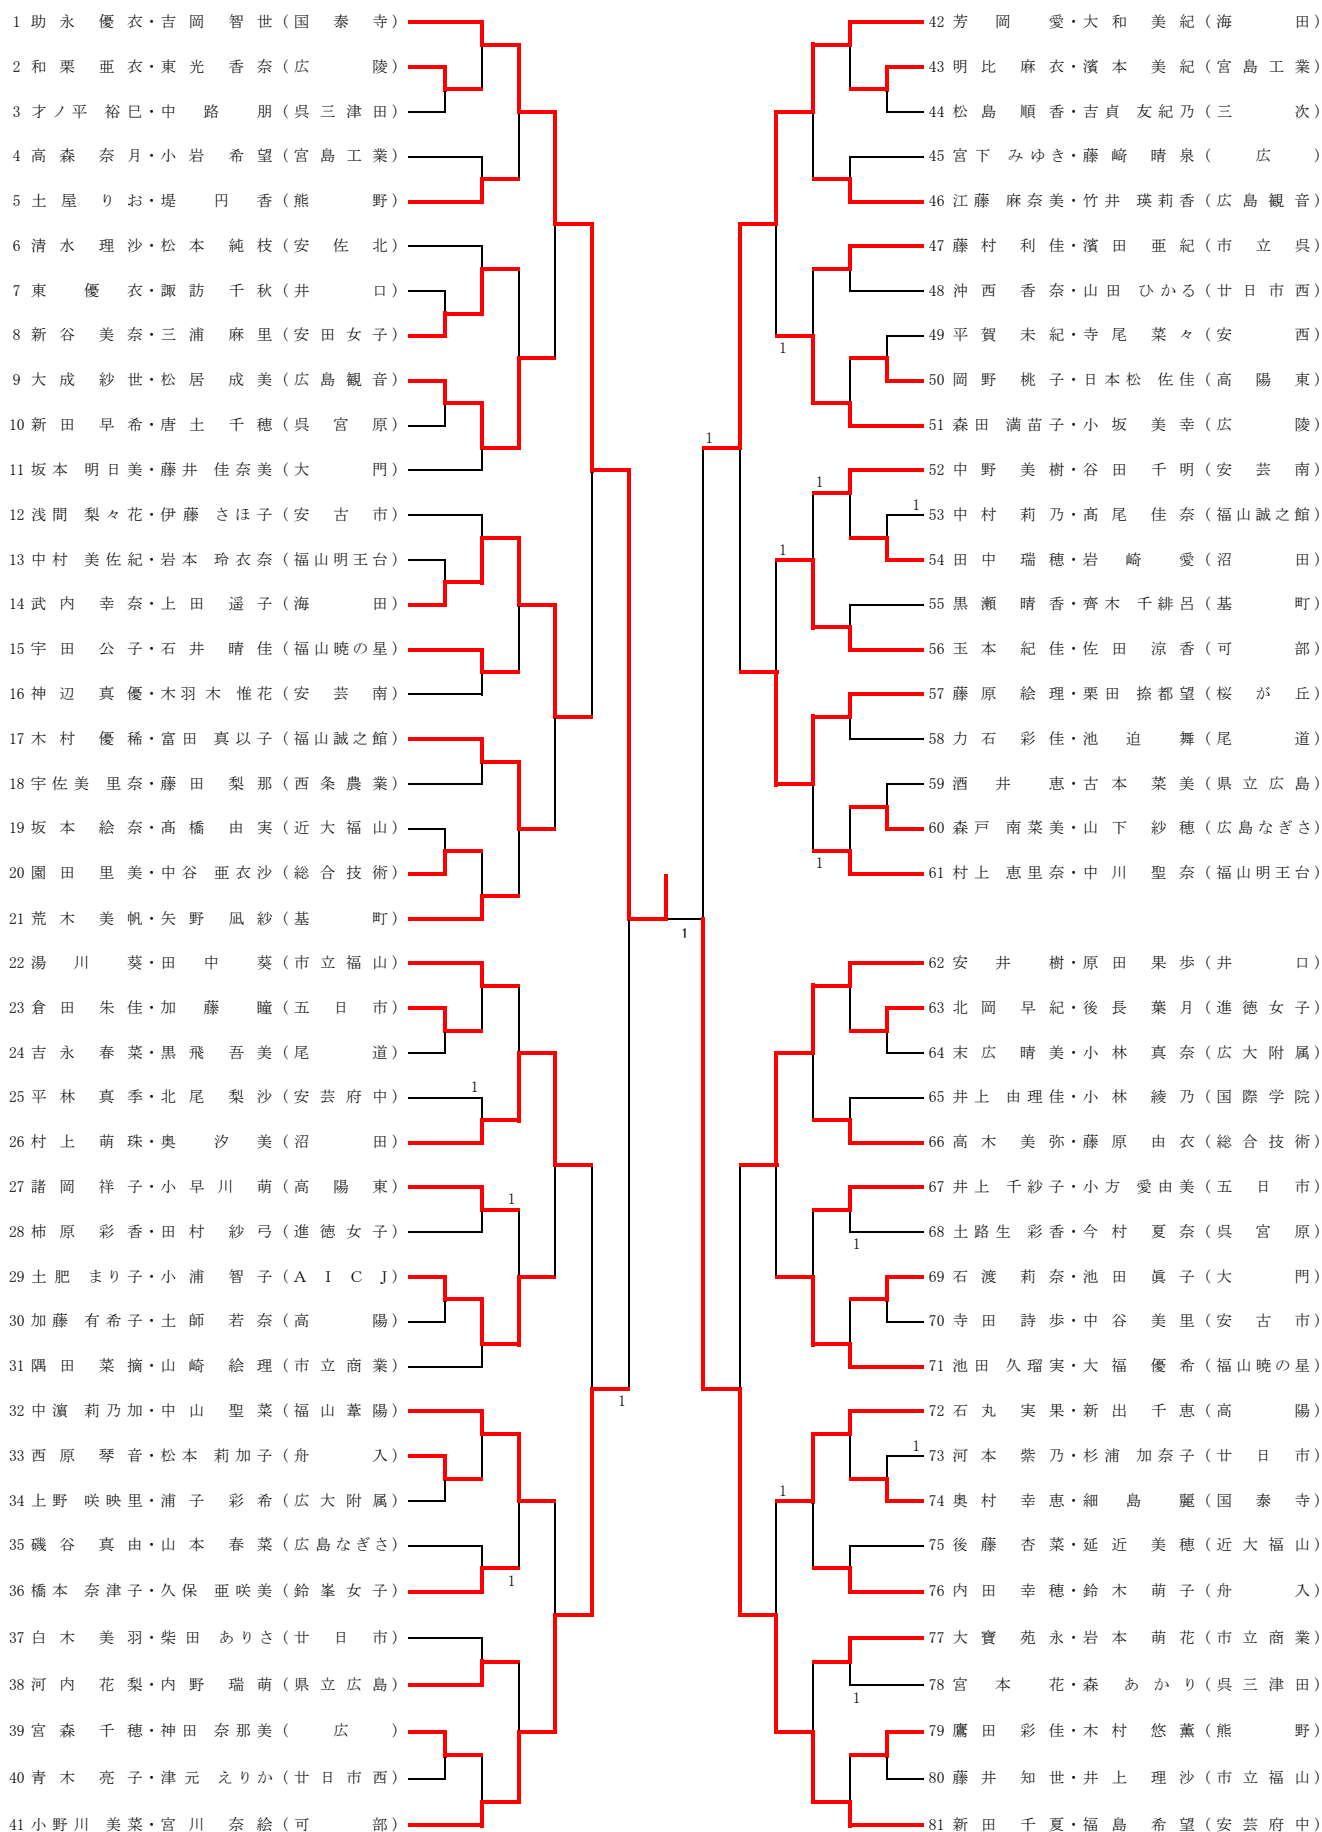 1 助永 優衣・吉岡 智世（国泰寺）
2 和栗 亜衣・東光 香奈（広陵）
3 才ノ平 裕巳・中路 朋（呉三津田）
4 高森 奈月・小岩 希望（宮島工業）
5 土屋 りお・堤 円香（熊野）
6 清水 理沙・松本 純枝（安佐北）
7 東 優衣・諏訪 千秋（井口）
8 新谷 美奈・三浦 麻里（安田女子）
9 大成 紗世・松居 成美（広島観音）
10 新田 早希・唐土 千穂（呉宮原）
11 坂本 明日美・藤井 佳奈美（大門）
12 浅間 梨々花・伊藤 さほ子（安古市）
13 中村 美佐紀・岩本 玲衣奈（福山明王台）
14 武内 幸奈・上田 遥子（海田）
15 宇田 公子・石井 晴佳（福山暁の星）
16 神辺 真優・木羽木 惟花（安芸南）
17 木村 優稀・富田 真以子（福山誠之館）
18 宇佐美 里奈・藤田 梨那（西条農業）
19 坂本 絵奈・髙橋 由実（近大福山）
20 園田 里美・中谷 亜衣沙（総合技術）
21 荒木 美帆・矢野 凪紗（基町）
22 湯川 葵・田中 葵（市立福山）
23 倉田 朱佳・加藤 瞳（五日市）
24 吉永 春菜・黒飛 吾美（尾道）
25 平林 真季・北尾 梨沙（安芸府中）
1
26 村上 萌珠・奥 汐美（沼田）
27 諸岡 祥子・小早川 萌（高陽東）
1
28 柿原 彩香・田村 紗弓（進徳女子）
29 土肥 まり子・小浦 智子（ＡＩＣＪ）
30 加藤 有希子・土師 若奈（高陽）
31 隅田 菜摘・山崎 絵理（市立商業）
1
32 中濵 莉乃加・中山 聖菜（福山葦陽）
33 西原 琴音・松本 莉加子（舟入）
34 上野 咲映里・浦子 彩希（広大附属）
35 磯谷 真由・山本 春菜（広島なぎさ）
1
36 橋本 奈津子・久保 亜咲美（鈴峯女子）
37 白木 美羽・柴田 ありさ（廿日市）
38 河内 花梨・内野 瑞萌（県立広島）
39 宮森 千穂・神田 奈那美（広）
40 青木 亮子・津元 えりか（廿日市西）
41 小野川 美菜・宮川 奈絵（可部）
1
42 芳岡 愛・大和 美紀（海田）
43 明比 麻衣・濱本 美紀（宮島工業）
44 松島 順香・吉貞 友紀乃（三次）
45 宮下 みゆき・藤﨑 晴泉（広）
46 江藤 麻奈美・竹井 瑛莉香（広島観音）
47 藤村 利佳・濱田 亜紀（市立呉）
48 沖西 香奈・山田 ひかる（廿日市西）
1
49 平賀 未紀・寺尾 菜々（安西）
50 岡野 桃子・日本松 佐佳（高陽東）
51 森田 満苗子・小坂 美幸（広陵）
1
52 中野 美樹・谷田 千明（安芸南）
1
1
53 中村 莉乃・髙尾 佳奈（福山誠之館）
1
54 田中 瑞穂・岩崎 愛（沼田）
55 黒瀬 晴香・齊木 千緋呂（基町）
56 玉本 紀佳・佐田 涼香（可部）
57 藤原 絵理・栗田 捺都望（桜が丘）
58 力石 彩佳・池迫 舞（尾道）
59 酒井 恵・古本 菜美（県立広島）
60 森戸 南菜美・山下 紗穂（広島なぎさ）
1
61 村上 恵里奈・中川 聖奈（福山明王台）
62 安井 樹・原田 果歩（井口）
63 北岡 早紀・後長 葉月（進徳女子）
64 末広 晴美・小林 真奈（広大附属）
65 井上 由理佳・小林 綾乃（国際学院）
66 高木 美弥・藤原 由衣（総合技術）
67 井上 千紗子・小方 愛由美（五日市）
68 土路生 彩香・今村 夏奈（呉宮原）
1
69 石渡 莉奈・池田 眞子（大門）
70 寺田 詩歩・中谷 美里（安古市）
71 池田 久瑠実・大福 優希（福山暁の星）
72 石丸 実果・新出 千恵（高陽）
1
73 河本 紫乃・杉浦 加奈子（廿日市）
1
74 奥村 幸恵・細島 麗（国泰寺）
75 後藤 杏菜・延近 美穂（近大福山）
76 内田 幸穂・鈴木 萌子（舟入）
77 大寶 苑永・岩本 萌花（市立商業）
78 宮本 花・森 あかり（呉三津田）
1
79 鷹田 彩佳・木村 悠薫（熊野）
80 藤井 知世・井上 理沙（市立福山）
81 新田 千夏・福島 希望（安芸府中）